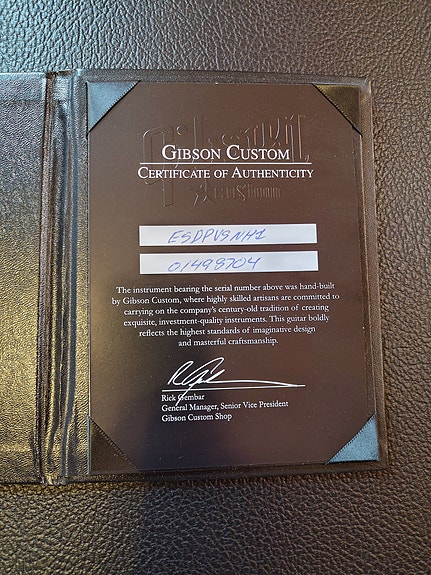 GIBSON CUSTOM
CERTIFICATE OF AUTHENTICITY
ESDPVSNH1
01499704
The instrument bearing the serial number above was hand-built
by Gibson Custom, where highly skilled artisans are committed to
carrying on the company's century-old tradition of creating
exquisite, investment-quality instruments. This guitar boldly
reflects the highest standards of imaginative design
and masterful craftsmanship.
Rick Gembar
General Manager, Senior Vice President
Gibson Custom Shop